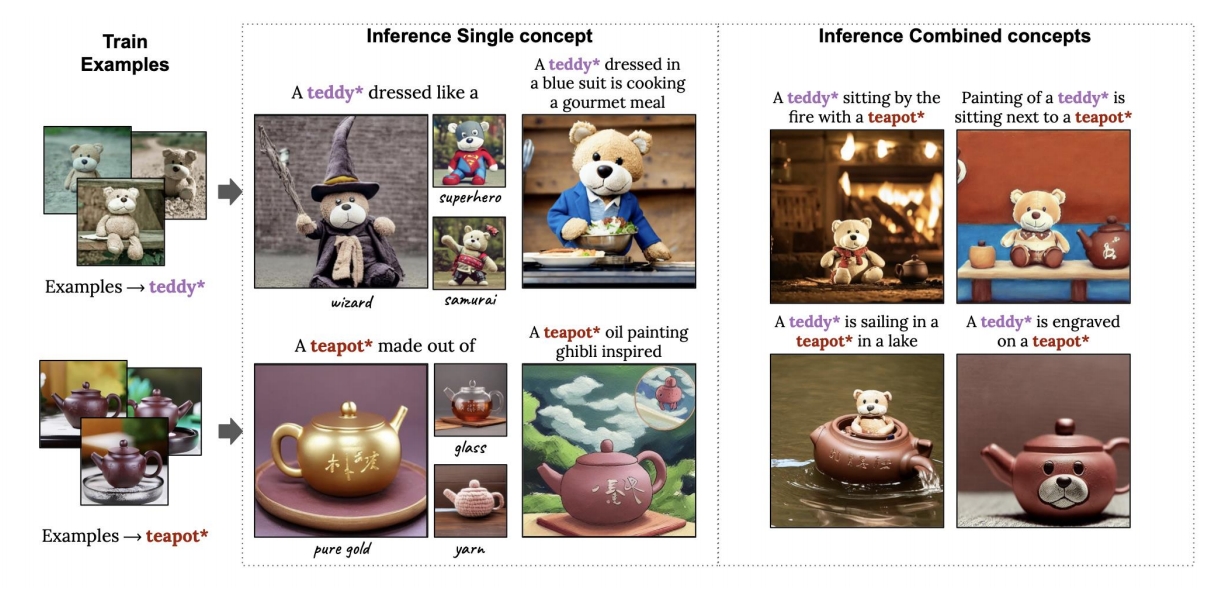 Train
Examples
Examples → teddy*
Examples → teapot*
Inference Single concept
A teddy* dressed like a
wizard
superhero
samurai
A teddy* dressed in
a blue suit is cooking
a gourmet meal
A teapot* made out of
pure gold
glass
yarn
A teapot* oil painting
ghibli inspired
Inference Combined concepts
A teddy* sitting by the
fire with a teapot*
Painting of a teddy* is
sitting next to a teapot*
A teddy* is sailing in a
teapot* in a lake
A teddy* is engraved
on a teapot*